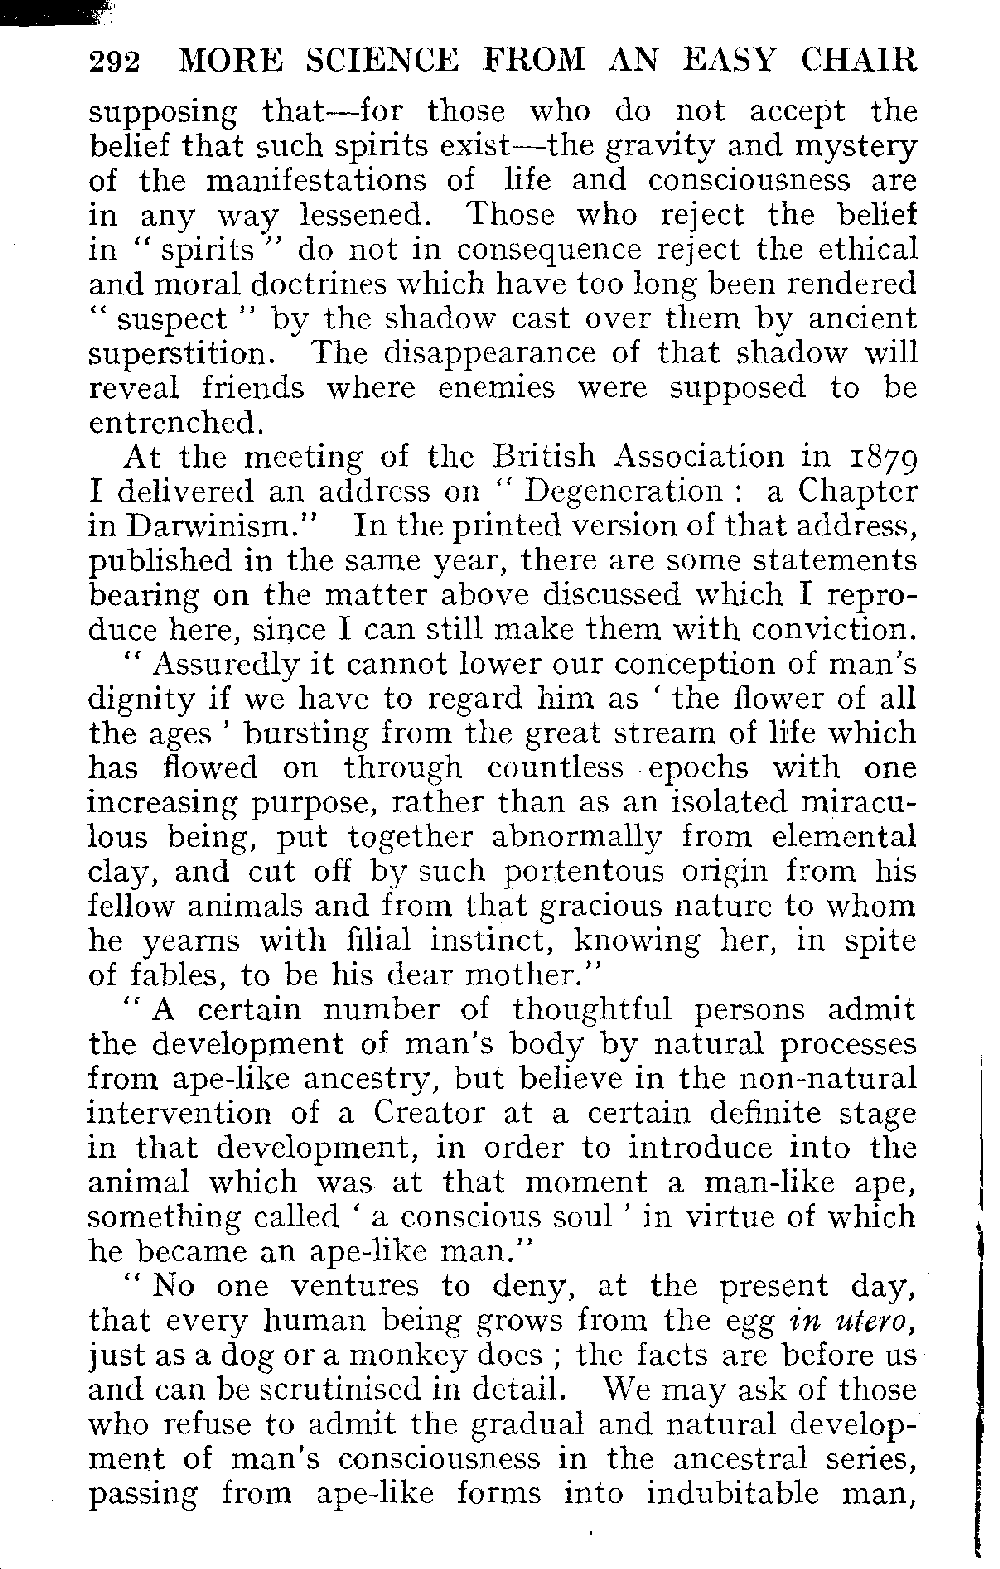 292 MORE SCIENCE FROM AN EASY CHAIR
supposing that—for those who do not accept the
belief that such spirits exist—the gravity and mystery
of the manifestations of life and consciousness are
in any way lessened. Those who reject the belief
in “ spirits ” do not in consequence reject the ethical
and moral doctrines which have too long been rendered
“ suspect ” by the shadow cast over them by ancient
superstition. The disappearance of that shadow will
reveal friends where enemies were supposed to be
entrenched.
At the meeting of the British Association in 1879
I delivered an address on “ Degeneration : a Chapter
in Darwinism.” In the printed version of that address,
published in the same year, there are some statements
bearing on the matter above discussed which I repro-
duce here, since I can still make them with conviction.
“ Assuredly it cannot lower our conception of man’s
dignity if we have to regard him as ‘ the flower of all
the ages ’ bursting from the great stream of life which
has flowed on through countless epochs with one
increasing purpose, rather than as an isolated miracu-
lous being, put together abnormally from elemental
clay, and cut off by such portentous origin from his
fellow animals and from that gracious nature to whom
he yearns with filial instinct, knowing her, in spite
of fables, to be his dear mother.”
“ A certain number of thoughtful persons admit
the development of man’s body by natural processes
from ape-like ancestry, but believe in the non-natural
intervention of a Creator at a certain definite stage
in that development, in order to introduce into the
animal which was at that moment a man-like ape,
something called ‘ a conscious soul ’ in virtue of which
he became an ape-like man.”
“ No one ventures to deny, at the present day,
that every human being grows from the egg in utero,
just as a dog or a monkey does ; the facts are before us
and can be scrutinised in detail. We may ask of those
who refuse to admit the gradual and natural develop-
ment of man’s consciousness in the ancestral series,
passing from ape-like forms into indubitable man,